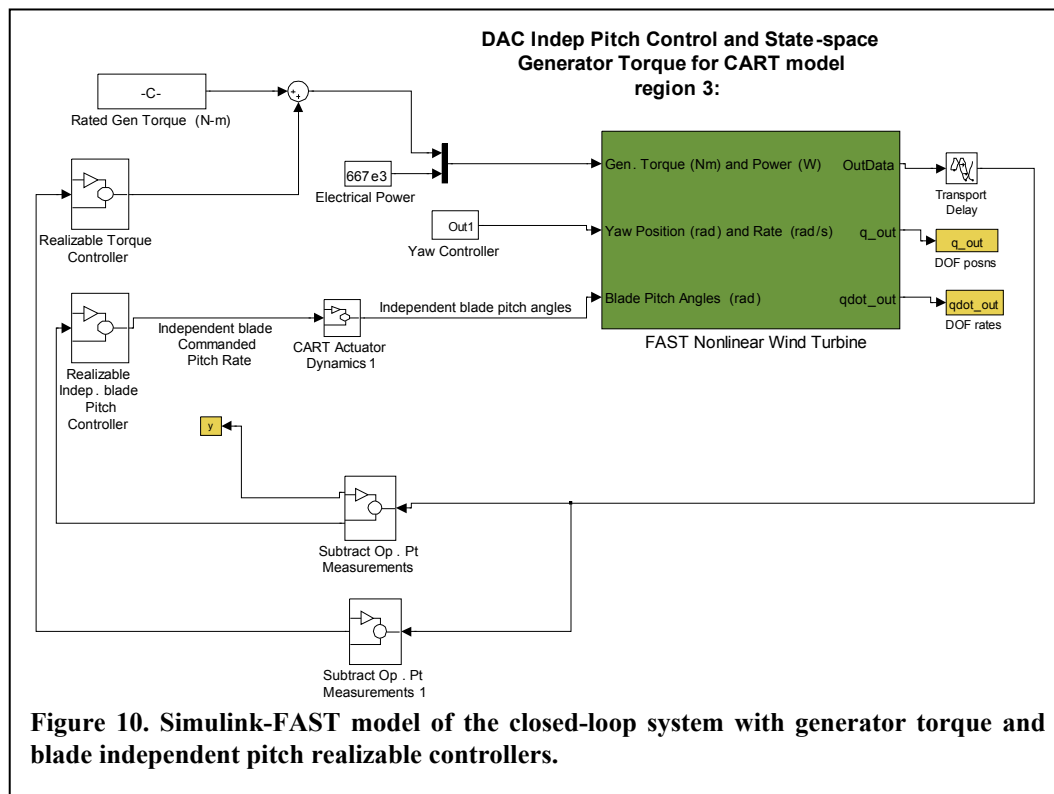 DAC Indep Pitch Control and State-space
Generator Torque for CART model
region 3:
-C-
Rated Gen Torque (N-m)
+
+
Realizable Torque
Controller
667e3
Electrical Power
Out1
Yaw Controller
Gen. Torque (Nm) and Power (W)
Yaw Position (rad) and Rate (rad/s)
Blade Pitch Angles (rad)
OutData
q_out
qdot_out
FAST Nonlinear Wind Turbine
Transport
Delay
q_out
DOF posns
qdot_out
DOF rates
Realizable
Indep . blade
Pitch
Controller
Independent blade
Commanded
Pitch Rate
CART Actuator
Dynamics 1
Independent blade pitch angles
y
Subtract Op . Pt
Measurements
Subtract Op . Pt
Measurements 1
Figure 10. Simulink-FAST model of the closed-loop system with generator torque and
blade independent pitch realizable controllers.